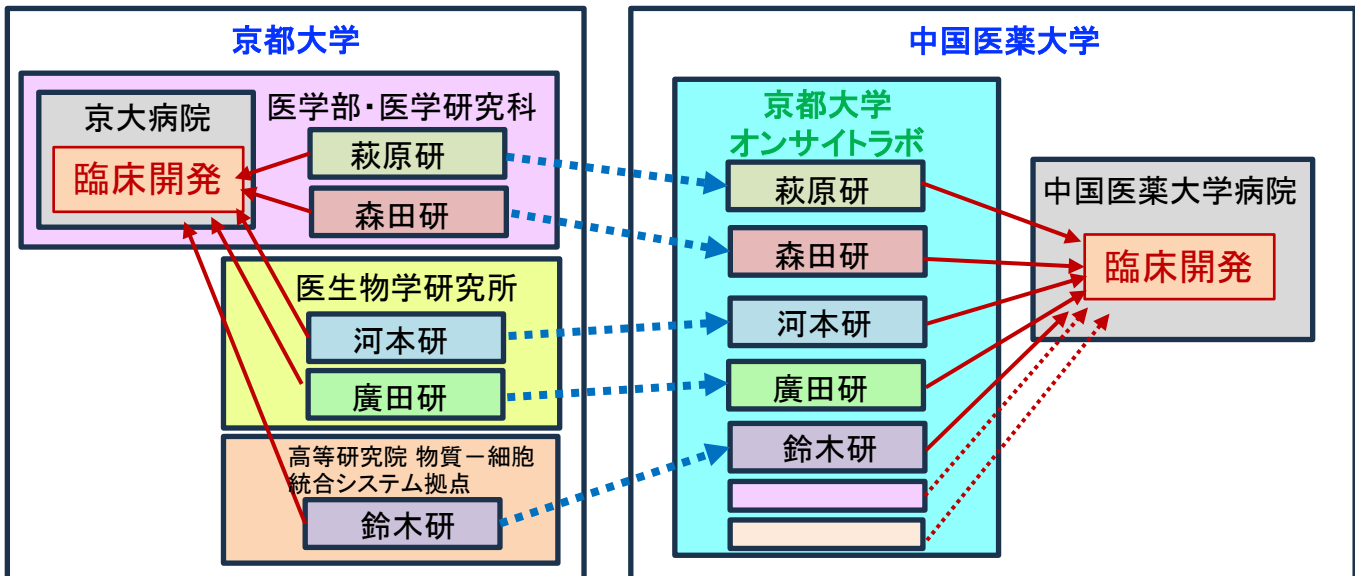 京都大学
京大病院
臨床開発
医学部・医学研究科
萩原研
森田研
医生物学研究所
河本研
廣田研
高等研究院 物質－細胞
統合システム拠点
鈴木研
中国医薬大学
京都大学
オンサイトラボ
萩原研
森田研
河本研
廣田研
鈴木研
中国医薬大学病院
臨床開発